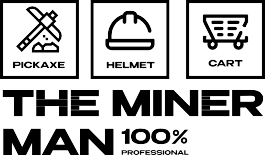 PICKAXE HELMET CART
THE MINER
MAN 100%
PROFESSIONAL